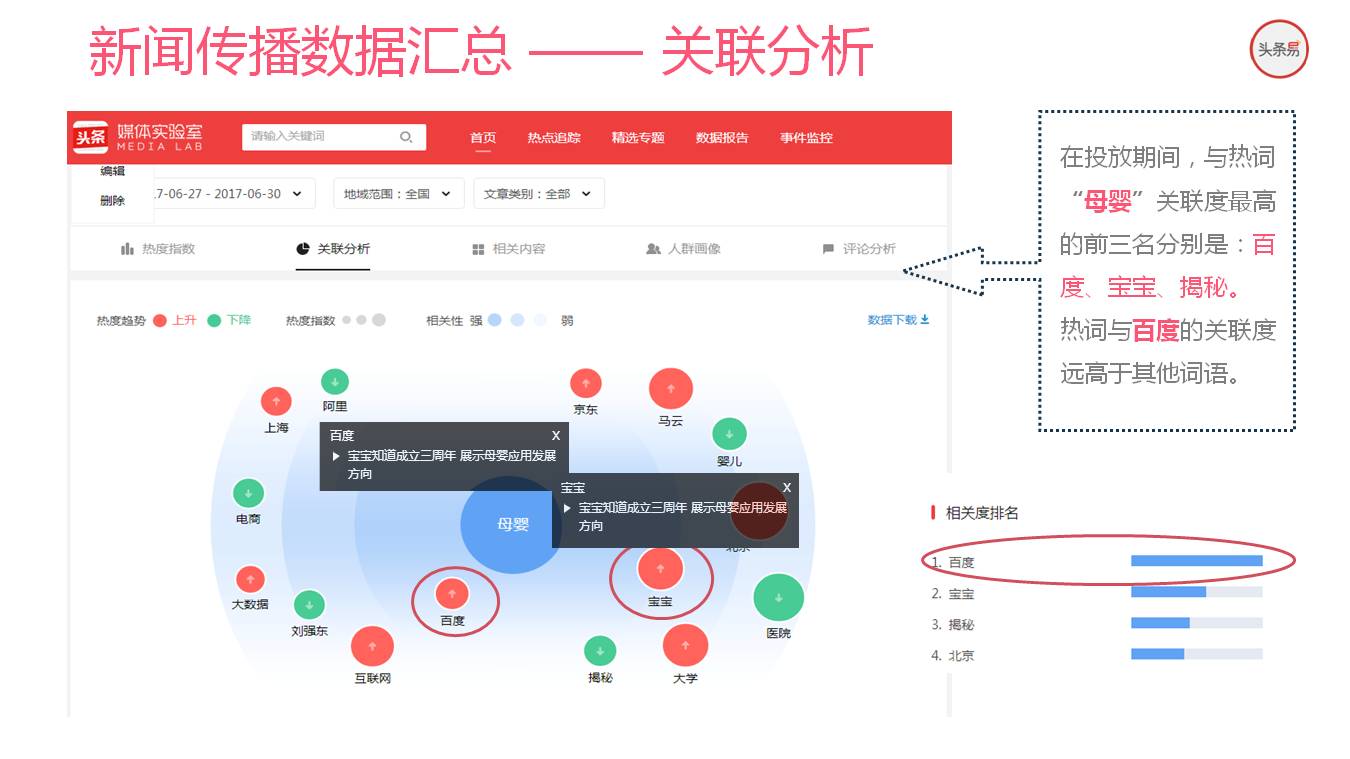 新闻传播数据汇总 —— 关联分析
头条易
头条 媒体实验室
MEDIA LAB
请输入关键词
首页 热点追踪 精选专题 数据报告 事件监控
编辑
删除
7-06-27 - 2017-06-30
地域范围：全国
文章类别：全部
热度指数 关联分析 相关内容 人群画像 评论分析
热度趋势 上升 下降 热度指数 相关性 强 弱
数据下载
阿里
上海
京东
马云
婴儿
百度 X
宝宝知道成立三周年 展示母婴应用发展
方向
宝宝 X
宝宝知道成立三周年 展示母婴应用发展
方向
母婴
电商
北京
大数据
刘强东
百度
宝宝
医院
互联网
揭秘
大学
在投放期间，与热词
“母婴”关联度最高
的前三名分别是：百
度、宝宝、揭秘。
热词与百度的关联度
远高于其他词语。
相关度排名
1. 百度
2. 宝宝
3. 揭秘
4. 北京